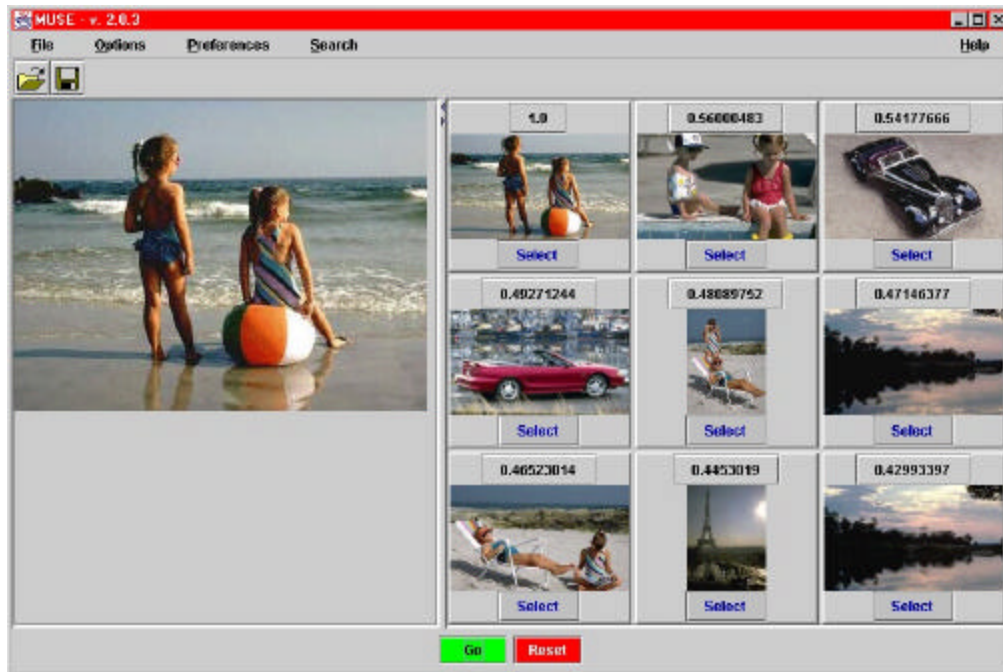 MUSE - v. 2.0.3
File Options Preferences Search Help
1.0 0.56000483 0.54177666
Select Select Select
0.49271244 0.48089752 0.47146377
Select Select Select
0.46523014 0.4453019 0.42993397
Select Select Select
Go Reset